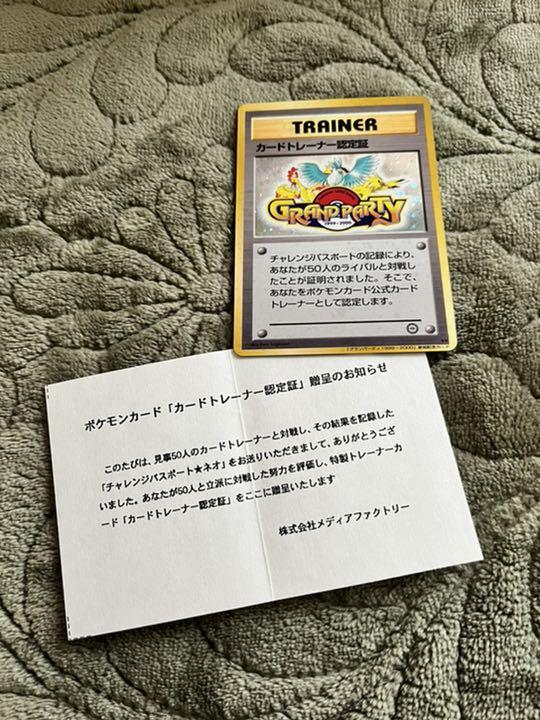 TRAINER
カードトレーナー認定証
GRAND PARTY
1999-2000
チャレンジパスポートの記録により、
あなたが50人のライバルと対戦し
たことが証明されました。そこで、
あなたをポケモンカード公式カード
トレーナーとして認定します。
ポケモンカード「カードトレーナー認定証」贈呈のお知らせ
このたびは、見事50人のカードトレーナーと対戦し、その結果を記録した
「チャレンジパスポート★ネオ」をお送りいただきまして、ありがとうござ
いました。あなたが50人と立派に対戦した努力を評価し、特製トレーナーカ
ード「カードトレーナー認定証」をここに贈呈いたします
株式会社メディアファクトリー